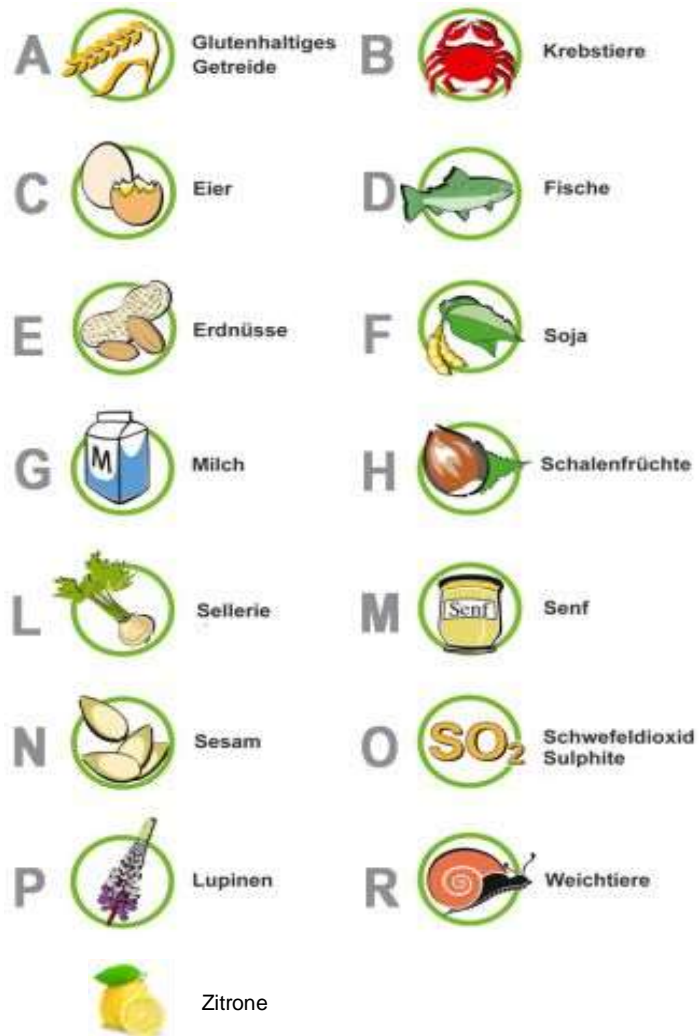 A Glutenhaltiges
Getreide
B Krebstiere
C Eier
D Fische
E Erdnüsse
F Soja
G M Milch
H Schalenfrüchte
L Sellerie
M Senf Senf
N Sesam
O SO₂ Schwefeldioxid
Sulphite
P Lupinen
R Weichtiere
Zitrone